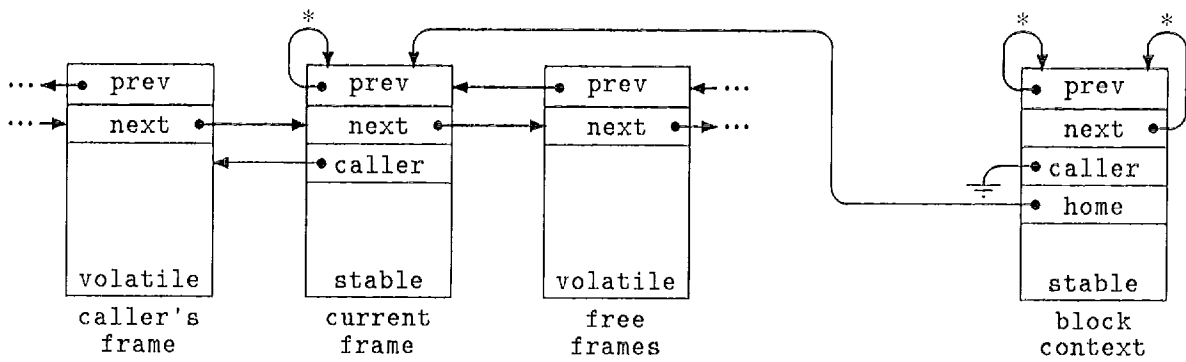 * * *
prev prev prev prev
... ... ...
next next next next
... ...
caller caller
home
volatile stable volatile stable
caller's current free block
frame frame frames context